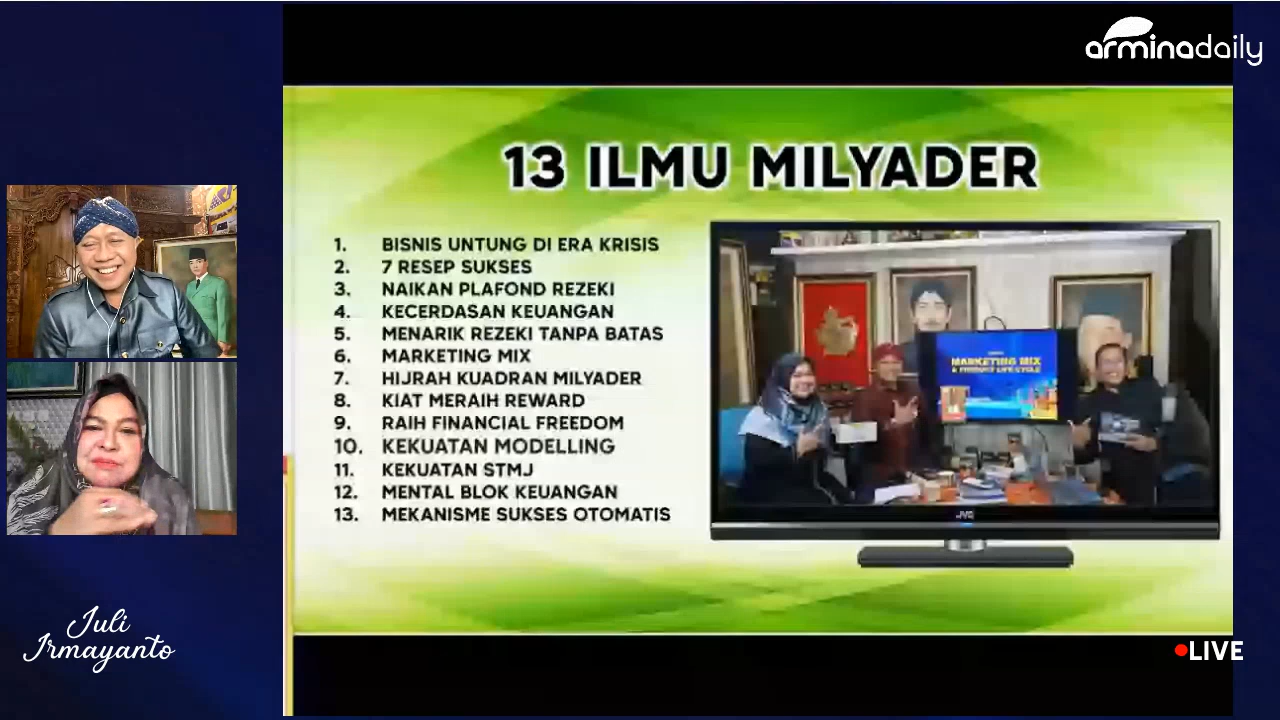 arminadaily
13 ILMU MILYADER
1. BISNIS UNTUNG DI ERA KRISIS
2. 7 RESEP SUKSES
3. NAIKAN PLAFOND REZEKI
4. KECERDASAN KEUANGAN
5. MENARIK REZEKI TANPA BATAS
6. MARKETING MIX
7. HIJRAH KUADRAN MILYADER
8. KIAT MERAIH REWARD
9. RAIH FINANCIAL FREEDOM
10. KEKUATAN MODELLING
11. KEKUATAN STMJ
12. MENTAL BLOK KEUANGAN
13. MEKANISME SUKSES OTOMATIS
MARKETING MIX
& PRODUCT LIFE CYCLE
JVC
Juli
Irmayanto
LIVE